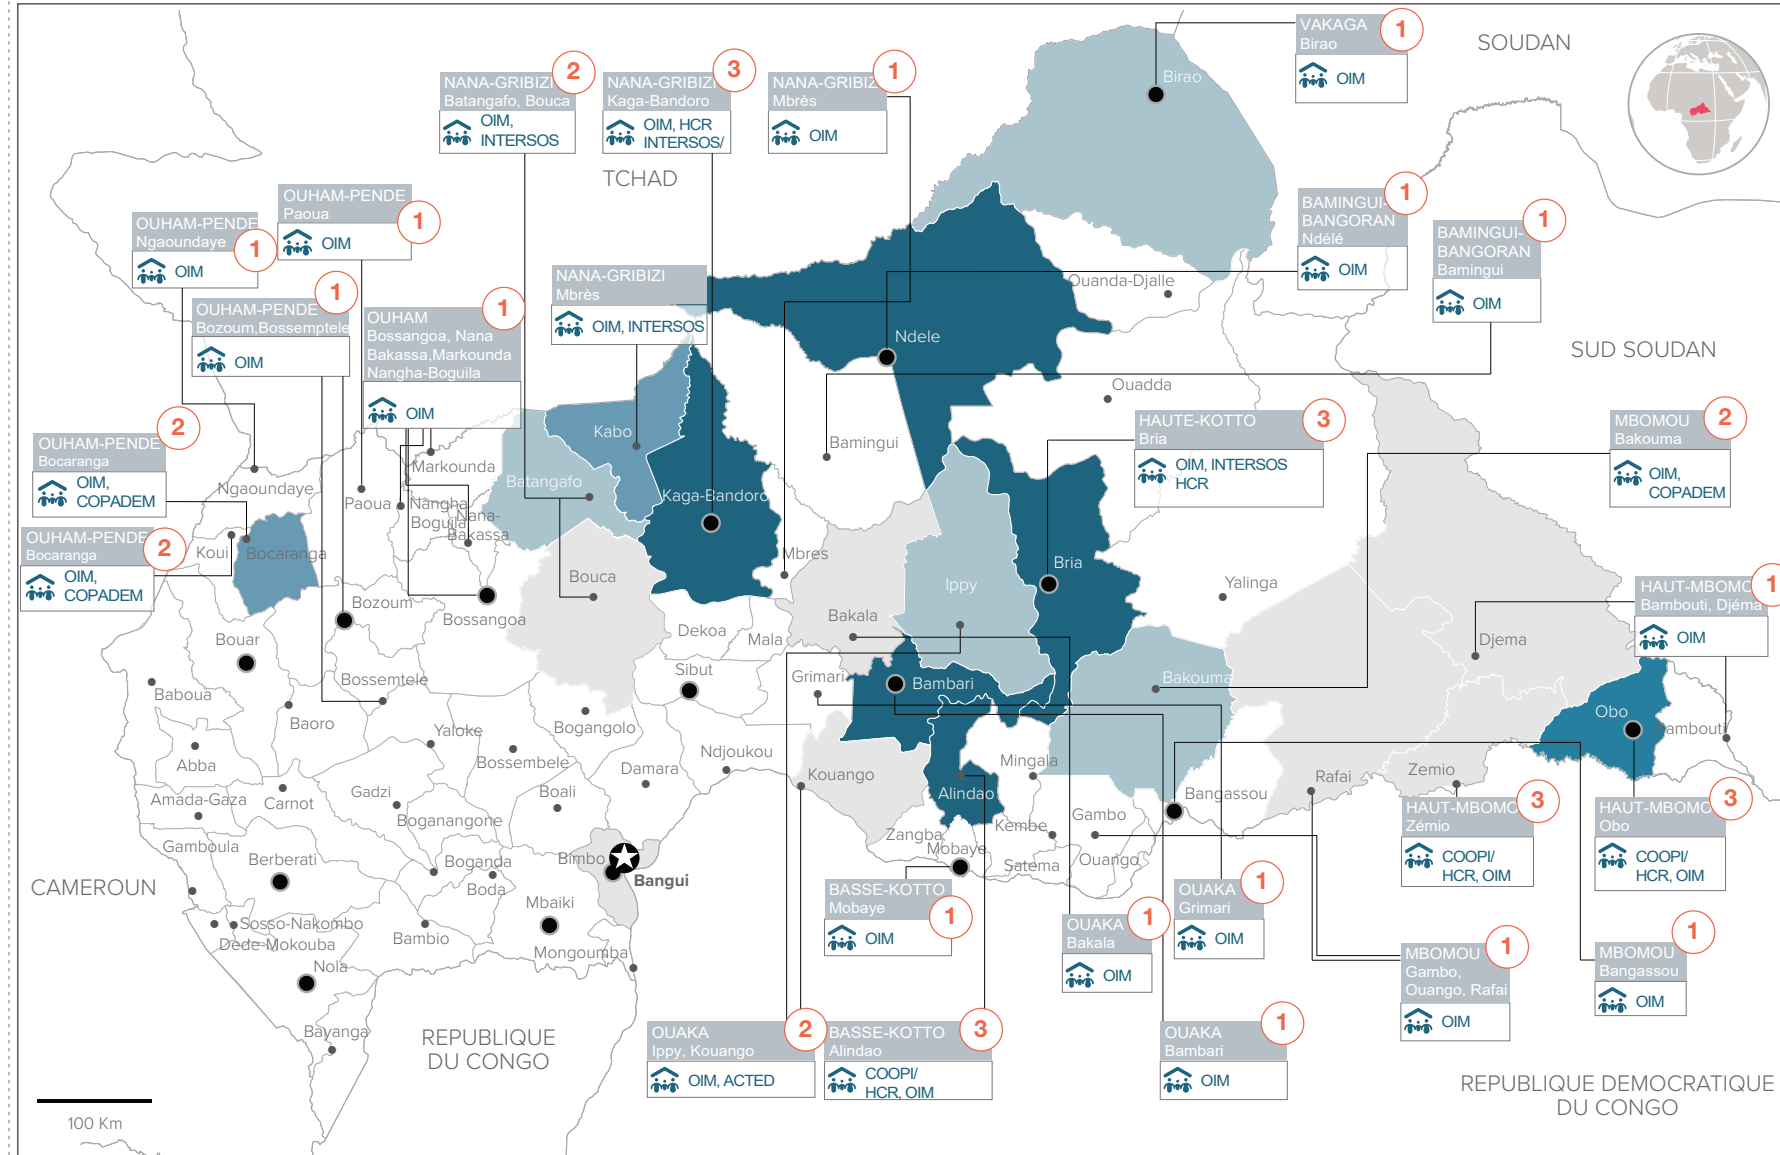 VAKAGA
Birao
1
OIM
SOUDAN
NANA-GRIBIZI
Batangafo, Bouca
2
OIM,
INTERSOS
NANA-GRIBIZI
Kaga-Bandoro
3
OIM, HCR
INTERSOS/
NANA-GRIBIZ
Mbrès
1
OIM
Birao
TCHAD
OUHAM-PENDE
Paoua
1
OIM
OUHAM-PENDE
Ngaoundaye
1
OIM
BAMINGUI-
BANGORAN
Ndélé
1
OIM
BAMINGUI-
BANGORAN
Bamingui
1
OIM
NANA-GRIBIZI
Mbrès
OIM, INTERSOS
OUHAM-PENDE
Bozoum,Bossemptele
1
OIM
OUHAM
Bossangoa, Nana
Bakassa,Markounda
Nangha-Boguila
1
OIM
Ouanda-Djalle
Ndele
SUD SOUDAN
Ouadda
HAUTE-KOTTO
Bria
3
OIM, INTERSOS
HCR
MBOMOU
Bakouma
2
OIM,
COPADEM
OUHAM-PENDE
Bocaranga
2
OIM,
COPADEM
OUHAM-PENDE
Bocaranga
2
OIM,
COPADEM
Kabo
Bamingui
Markounda
Batangafo
Kaga-Bandoro
Ngaoundaye
Paoua
Nangha
Boguila
Nana-
Bakassa
Koui
Bocaranga
Mbres
Bouca
Ippy
Bria
Yalinga
Bozoum
Bossangoa
Dekoa
Mala
Bakala
HAUT-MBOMO
Bambouti, Djéma
1
OIM
Bouar
Djema
Baboua
Bossemtele
Sibut
Grimari
Bambari
Bakouma
Baoro
Bogangolo
Obo
ambouti
Yaloke
Abba
Bossembele
Ndjoukou
Damara
Kouango
Mingala
Rafai
Zemio
Amada-Gaza
Carnot
Gadzi
Boali
Alindao
Bangassou
Boganangone
Gambo
Kembe
Zangba
Mobaye
Satema
Ouango
Gamboula
Berberati
Boganda
Boda
Bimbo
Bangui
HAUT-MBOMO
Zémio
3
COOPI/
HCR, OIM
HAUT-MBOMO
Obo
3
COOPI/
HCR, OIM
CAMEROUN
Mbaiki
BASSE-KOTTO
Mobaye
1
OIM
OUAKA
Grimari
1
OIM
OUAKA
Bakala
1
OIM
Sosso-Nakombo
Dede-Mokouba
Bambio
Mongoumba
Nola
MBOMOU
Gambo,
Ouango, Rafai
1
OIM
MBOMOU
Bangassou
1
OIM
Bayanga
REPUBLIQUE
DU CONGO
OUAKA
Ippy, Kouango
2
OIM, ACTED
BASSE-KOTTO
Alindao
3
COOPI/
HCR, OIM
OUAKA
Bambari
1
OIM
REPUBLIQUE DEMOCRATIQUE
DU CONGO
100 Km